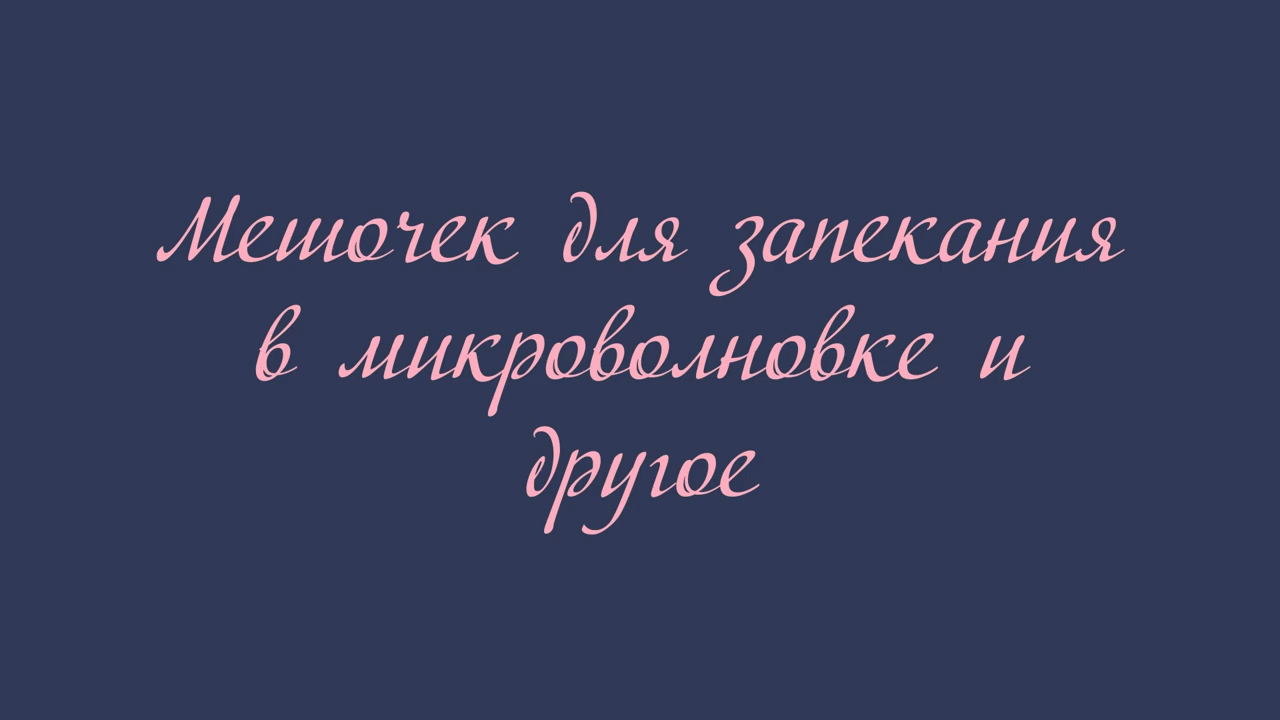 Мешочек для запекания
в микроволновке и
другое